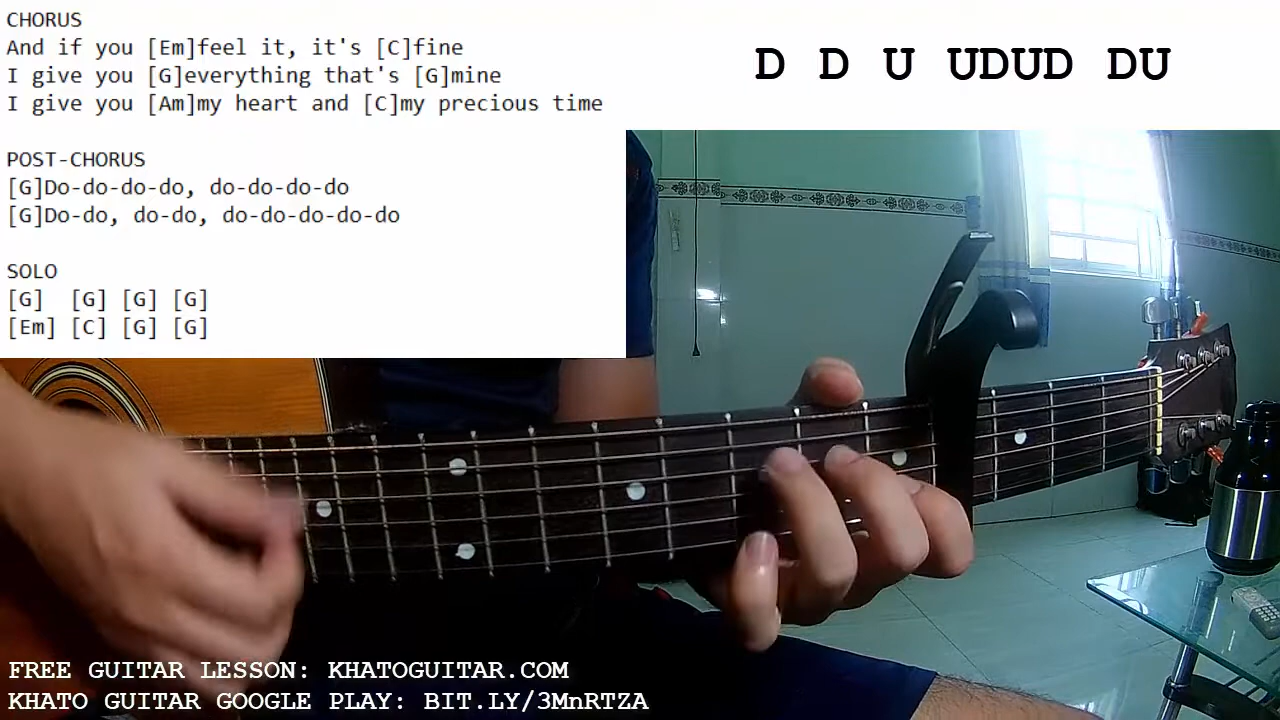 CHORUS
And if you [Em]feel it, it's [C]fine
I give you [G]everything that's [G]mine
I give you [Am]my heart and [C]my precious time
POST-CHORUS
[G]Do-do-do-do, do-do-do-do
[G]Do-do, do-do, do-do-do-do-do
SOLO
[G] [G] [G] [G]
[Em] [C] [G] [G]
D D U UDUD DU
FREE GUITAR LESSON: KHATOGUITAR.COM
KHATO GUITAR GOOGLE PLAY: BIT.LY/3MnRTZA